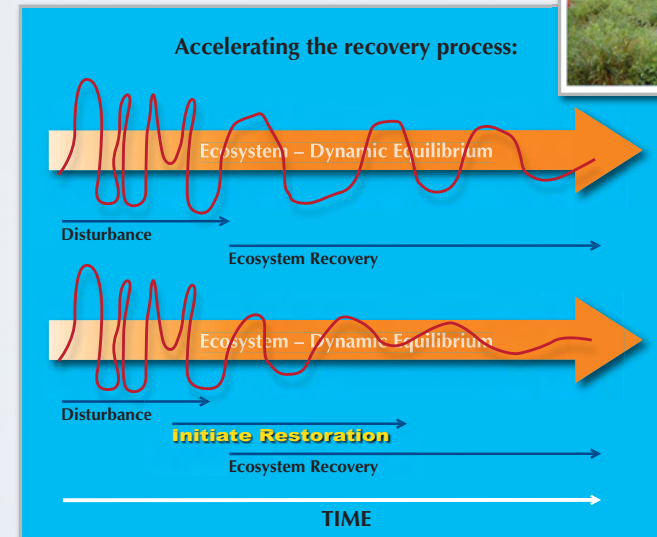 Accelerating the recovery process:
Ecosystem – Dynamic Equilibrium
Disturbance
Ecosystem Recovery
Ecosystem – Dynamic Equilibrium
Disturbance
Initiate Restoration
Ecosystem Recovery
TIME